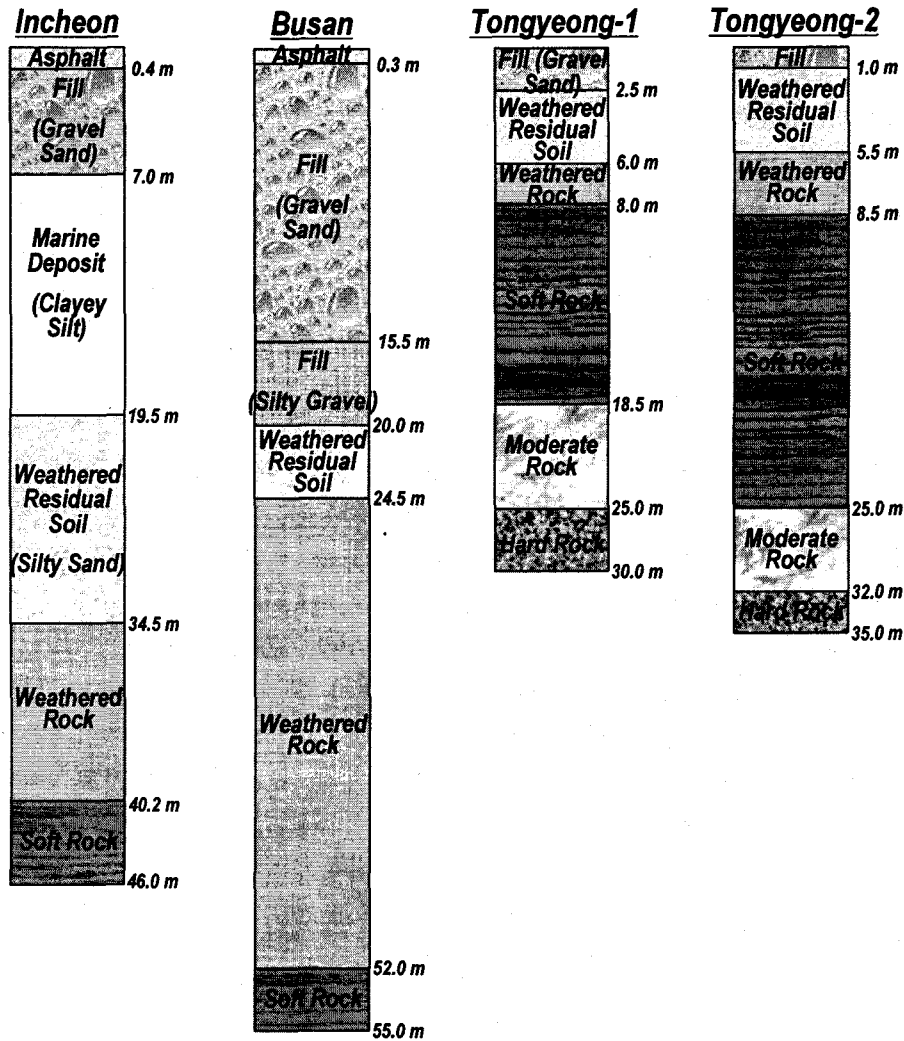 Incheon
Asphalt
0.4 m
Fill
(Gravel
Sand)
7.0 m
Marine
Deposit
(Clayey
Silt)
19.5 m
Weathered
Residual
Soil
(Silty Sand)
34.5 m
Weathered
Rock
40.2 m
Soft Rock
46.0 m
Busan
Asphalt
0.3 m
Fill
(Gravel
Sand)
15.5 m
Fill
(Silty Gravel)
20.0 m
Weathered
Residual
Soil
24.5 m
Weathered
Rock
52.0 m
Soft Rock
55.0 m
Tongyeong-1
Fill (Gravel
Sand)
2.5 m
Weathered
Residual
Soil
6.0 m
Weathered
Rock
8.0 m
Soft Rock
18.5 m
Moderate
Rock
25.0 m
Hard Rock
30.0 m
Tongyeong-2
Fill
1.0 m
Weathered
Residual
Soil
5.5 m
Weathered
Rock
8.5 m
Soft Rock
25.0 m
Moderate
Rock
32.0 m
Hard Rock
35.0 m